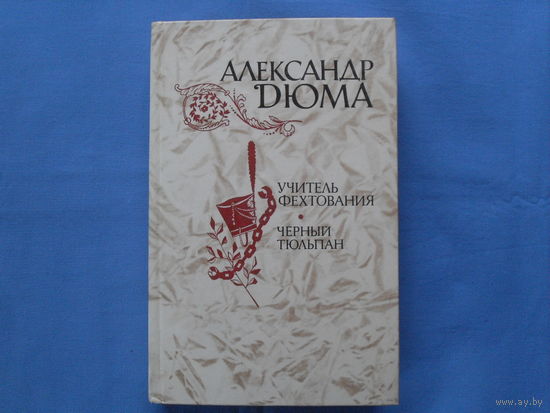 АЛЕКСАНДР
ДЮМА
УЧИТЕЛЬ
ФЕХТОВАНИЯ
•
ЧЕРНЫЙ
ТЮЛЬПАН
www.ay.by